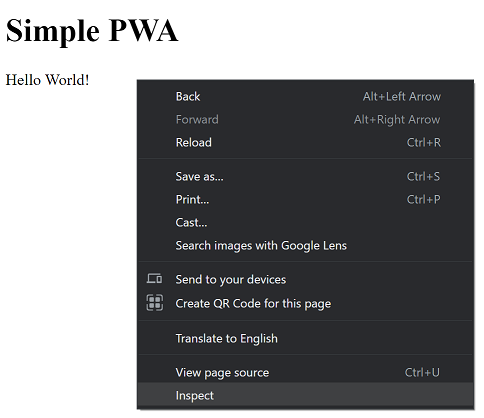 Simple PWA
Hello World!
Back Alt+Left Arrow
Forward Alt+Right Arrow
Reload Ctrl+R
Save as... Ctrl+S
Print... Ctrl+P
Cast...
Search images with Google Lens
Send to your devices
Create QR Code for this page
Translate to English
View page source Ctrl+U
Inspect